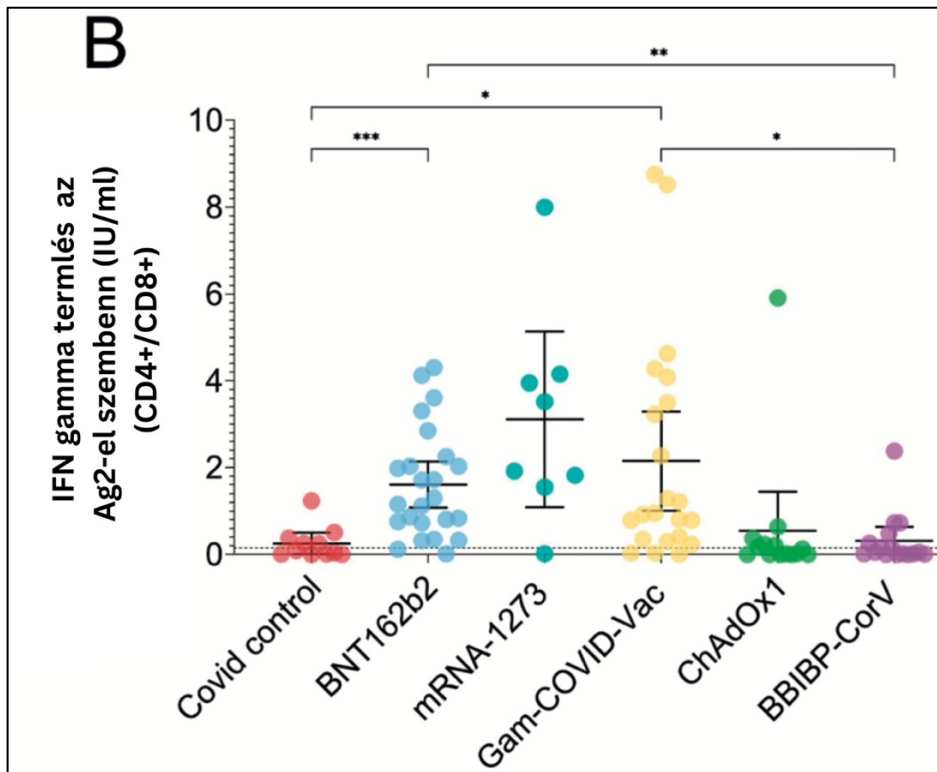 B
**
*
***
*
10
8
6
4
2
0
IFN gamma termlés az
Ag2-el szembenn (IU/ml)
(CD4+/CD8+)
Covid control
BNT162b2
mRNA-1273
Gam-COVID-Vac
ChAdOx1
BBIBP-CorV